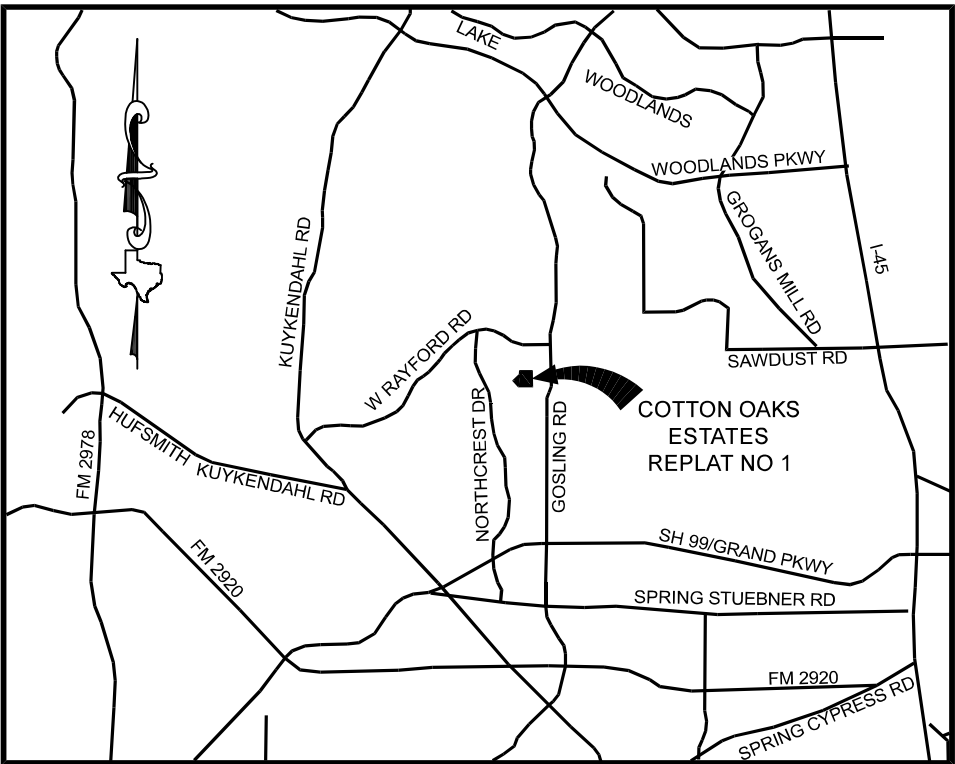 LAKE
WOODLANDS
WOODLANDS PKWY
GROGANS MILL RD
I-45
KUYKENDAHL RD
W RAYFORD RD
SAWDUST RD
COTTON OAKS
ESTATES
REPLAT NO 1
HUFSMITH KUYKENDAHL RD
FM 2978
NORTHCREST DR
GOSLING RD
SH 99/GRAND PKWY
FM 2920
SPRING STUEBNER RD
FM 2920
SPRING CYPRESS RD